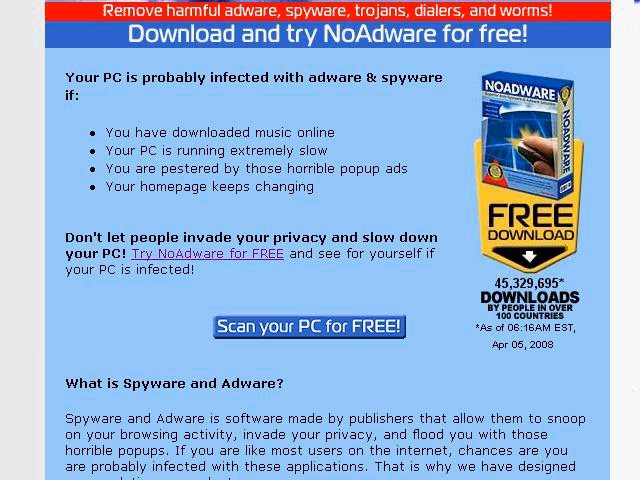 Remove harmful adware, spyware, trojans, dialers, and worms!
Download and try NoAdware for free!
Your PC is probably infected with adware & spyware
if:
• You have downloaded music online
• Your PC is running extremely slow
• You are pestered by those horrible popup ads
• Your homepage keeps changing
Don't let people invade your privacy and slow down
your PC! Try NoAdware for FREE and see for yourself if
your PC is infected!
Scan your PC for FREE!
NOADWARE
NOADWARE
FREE
DOWNLOAD
45,329,695*
DOWNLOADS
BY PEOPLE IN OVER
100 COUNTRIES
*As of 06:16AM EST,
Apr 05, 2008
What is Spyware and Adware?
Spyware and Adware is software made by publishers that allow them to snoop
on your browsing activity, invade your privacy, and flood you with those
horrible popups. If you are like most users on the internet, chances are you
are probably infected with these applications. That is why we have designed